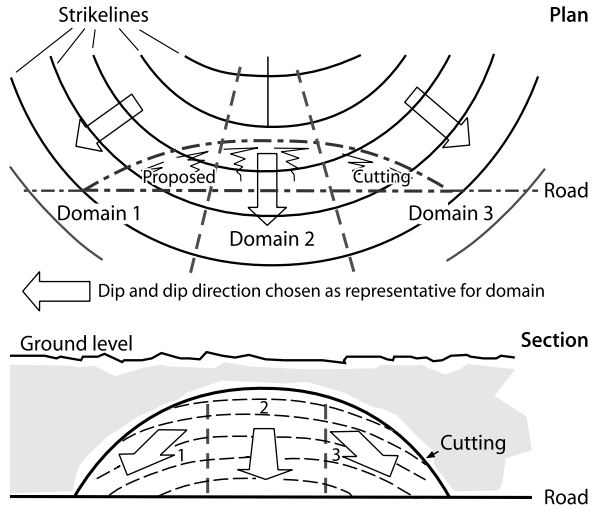 Strikelines
Plan
Proposed
Cutting
Road
Domain 1
Domain 3
Domain 2
Dip and dip direction chosen as representative for domain
Section
Ground level
2
1
3
Cutting
Road